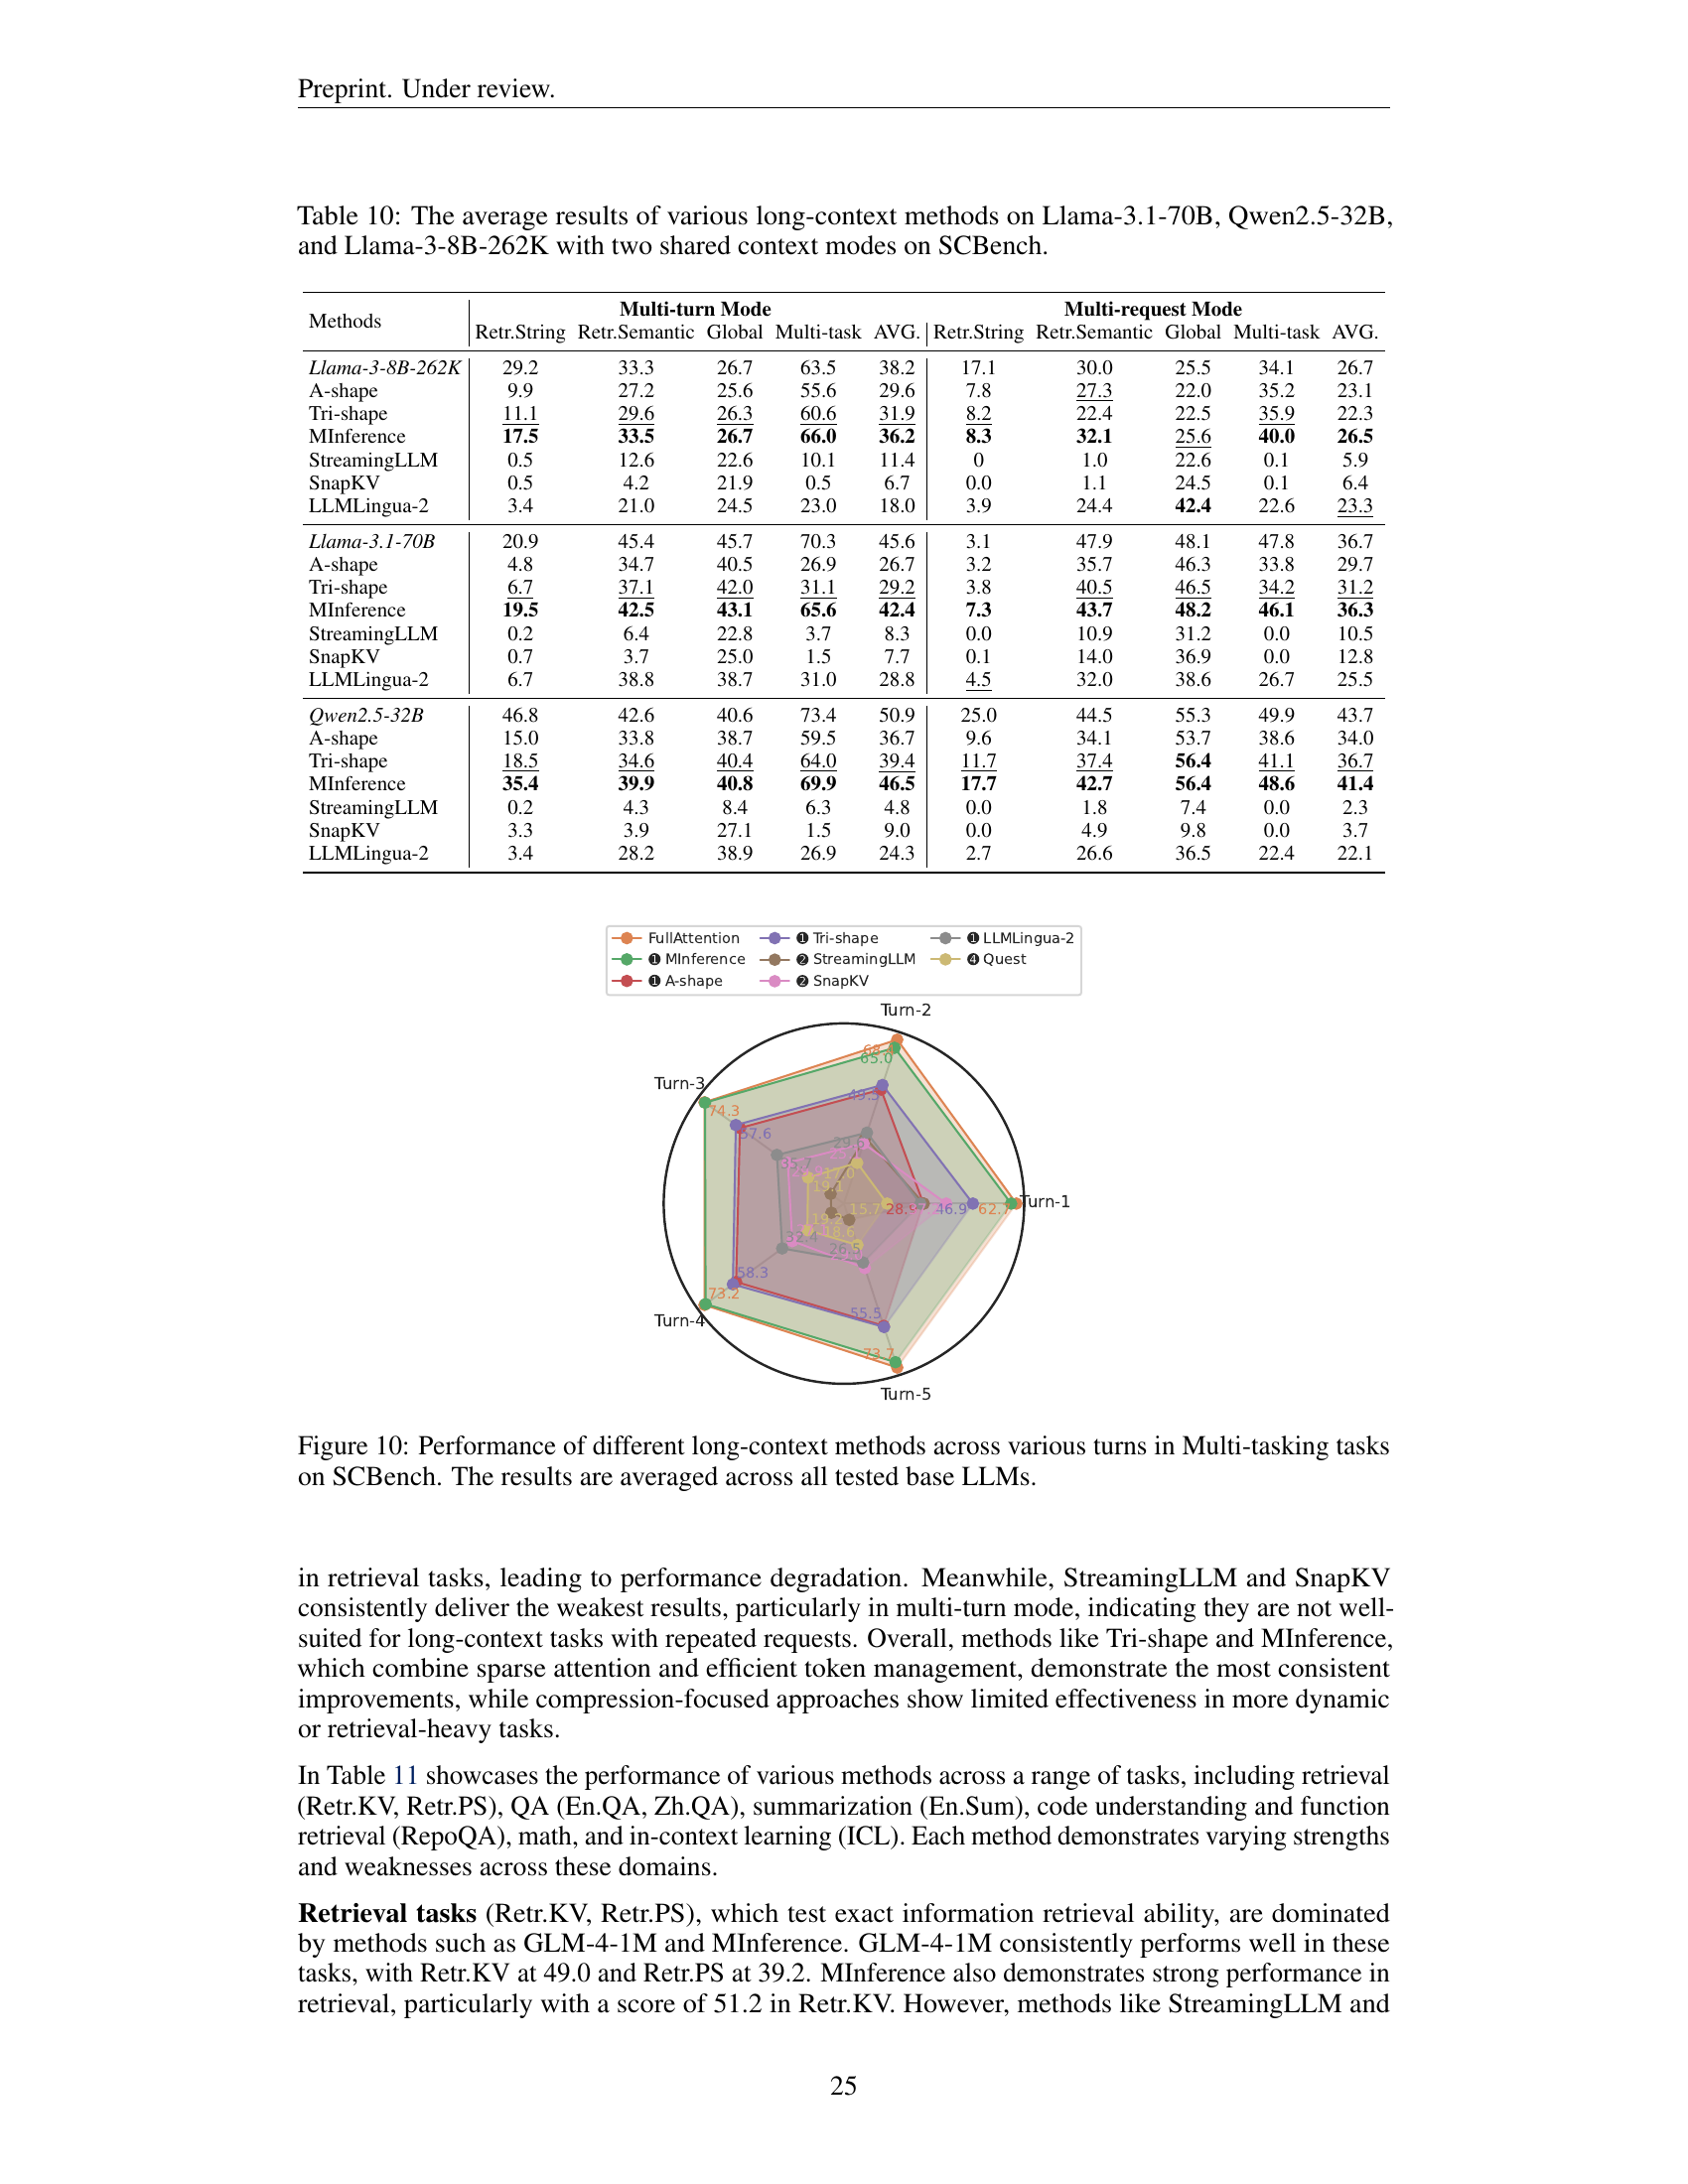 Preprint. Under review.
Table 10: The average results of various long-context methods on Llama-3.1-70B, Qwen2.5-32B,
and Llama-3-8B-262K with two shared context modes on SCBench.
Methods Multi-turn Mode Multi-request Mode
Retr.String Retr.Semantic Global Multi-task AVG. Retr.String Retr.Semantic Global Multi-task AVG.
Llama-3-8B-262K 29.2 33.3 26.7 63.5 38.2 17.1 30.0 25.5 34.1 26.7
A-shape 9.9 27.2 25.6 55.6 29.6 7.8 27.3 22.0 35.2 23.1
Tri-shape 11.1 29.6 26.3 60.6 31.9 8.2 22.4 22.5 35.9 22.3
MInference 17.5 33.5 26.7 66.0 36.2 8.3 32.1 25.6 40.0 26.5
StreamingLLM 0.5 12.6 22.6 10.1 11.4 0 1.0 22.6 0.1 5.9
SnapKV 0.5 4.2 21.9 0.5 6.7 0.0 1.1 24.5 0.1 6.4
LLMLingua-2 3.4 21.0 24.5 23.0 18.0 3.9 24.4 42.4 22.6 23.3
Llama-3.1-70B 20.9 45.4 45.7 70.3 45.6 3.1 47.9 48.1 47.8 36.7
A-shape 4.8 34.7 40.5 26.9 26.7 3.2 35.7 46.3 33.8 29.7
Tri-shape 6.7 37.1 42.0 31.1 29.2 3.8 40.5 46.5 34.2 31.2
MInference 19.5 42.5 43.1 65.6 42.4 7.3 43.7 48.2 46.1 36.3
StreamingLLM 0.2 6.4 22.8 3.7 8.3 0.0 10.9 31.2 0.0 10.5
SnapKV 0.7 3.7 25.0 1.5 7.7 0.1 14.0 36.9 0.0 12.8
LLMLingua-2 6.7 38.8 38.7 31.0 28.8 4.5 32.0 38.6 26.7 25.5
Qwen2.5-32B 46.8 42.6 40.6 73.4 50.9 25.0 44.5 55.3 49.9 43.7
A-shape 15.0 33.8 38.7 59.5 36.7 9.6 34.1 53.7 38.6 34.0
Tri-shape 18.5 34.6 40.4 64.0 39.4 11.7 37.4 56.4 41.1 36.7
MInference 35.4 39.9 40.8 69.9 46.5 17.7 42.7 56.4 48.6 41.4
StreamingLLM 0.2 4.3 8.4 6.3 4.8 0.0 1.8 7.4 0.0 2.3
SnapKV 3.3 3.9 27.1 1.5 9.0 0.0 4.9 9.8 0.0 3.7
LLMLingua-2 3.4 28.2 38.9 26.9 24.3 2.7 26.6 36.5 22.4 22.1
FullAttention ❶ Tri-shape ❶ LLMLingua-2
❶ MInference ❷ StreamingLLM ❹ Quest
❶ A-shape ❷ SnapKV
Turn-2
65.0
Turn-3
74.3
49.5
57.6
29.6
35.7
17.0
19.1
Turn-1
15.7 46.9
19.2
18.6
32.4
26.5
58.3
73.2
55.5
Turn-4
73.7
Turn-5
Figure 10: Performance of different long-context methods across various turns in Multi-tasking tasks
on SCBench. The results are averaged across all tested base LLMs.
in retrieval tasks, leading to performance degradation. Meanwhile, StreamingLLM and SnapKV
consistently deliver the weakest results, particularly in multi-turn mode, indicating they are not well-
suited for long-context tasks with repeated requests. Overall, methods like Tri-shape and MInference,
which combine sparse attention and efficient token management, demonstrate the most consistent
improvements, while compression-focused approaches show limited effectiveness in more dynamic
or retrieval-heavy tasks.
In Table 11 showcases the performance of various methods across a range of tasks, including retrieval
(Retr.KV, Retr.PS), QA (En.QA, Zh.QA), summarization (En.Sum), code understanding and function
retrieval (RepoQA), math, and in-context learning (ICL). Each method demonstrates varying strengths
and weaknesses across these domains.
Retrieval tasks (Retr.KV, Retr.PS), which test exact information retrieval ability, are dominated
by methods such as GLM-4-1M and MInference. GLM-4-1M consistently performs well in these
tasks, with Retr.KV at 49.0 and Retr.PS at 39.2. MInference also demonstrates strong performance in
retrieval, particularly with a score of 51.2 in Retr.KV. However, methods like StreamingLLM and
25